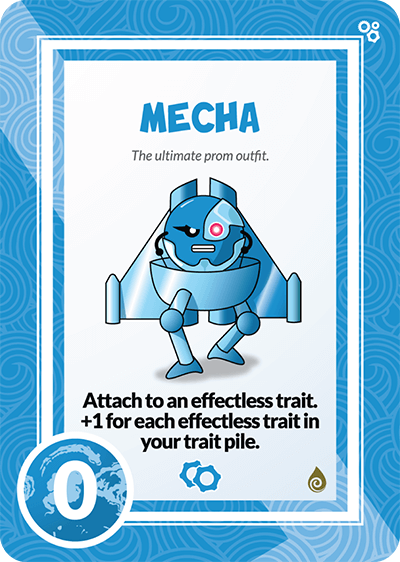 MECHA
The ultimate prom outfit.
Attach to an effectless trait.
+1 for each effectless trait in
your trait pile.
0